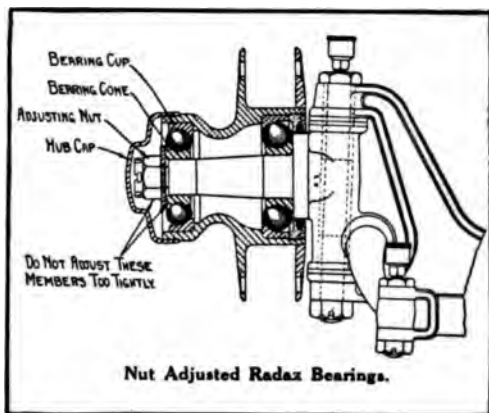 BEARING CUP
BEARING CONE
ADJUSTING NUT
HUB CAP
DO NOT ADJUST THESE
MEMBERS TOO TIGHTLY
Nut Adjusted Radax Bearings.